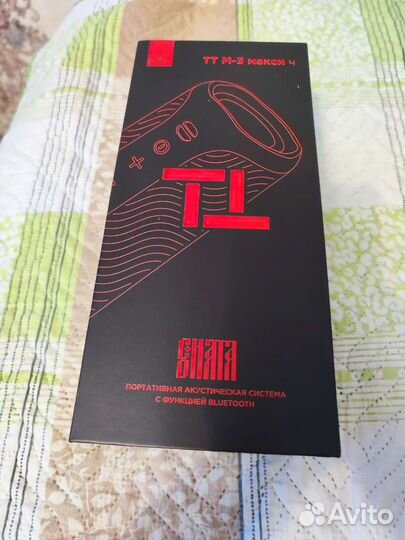 ТТ М-3 макси ч
ПОРТАТИВНАЯ АКУСТИЧЕСКАЯ СИСТЕМА
С ФУНКЦИЕЙ BLUETOOTH
Avito